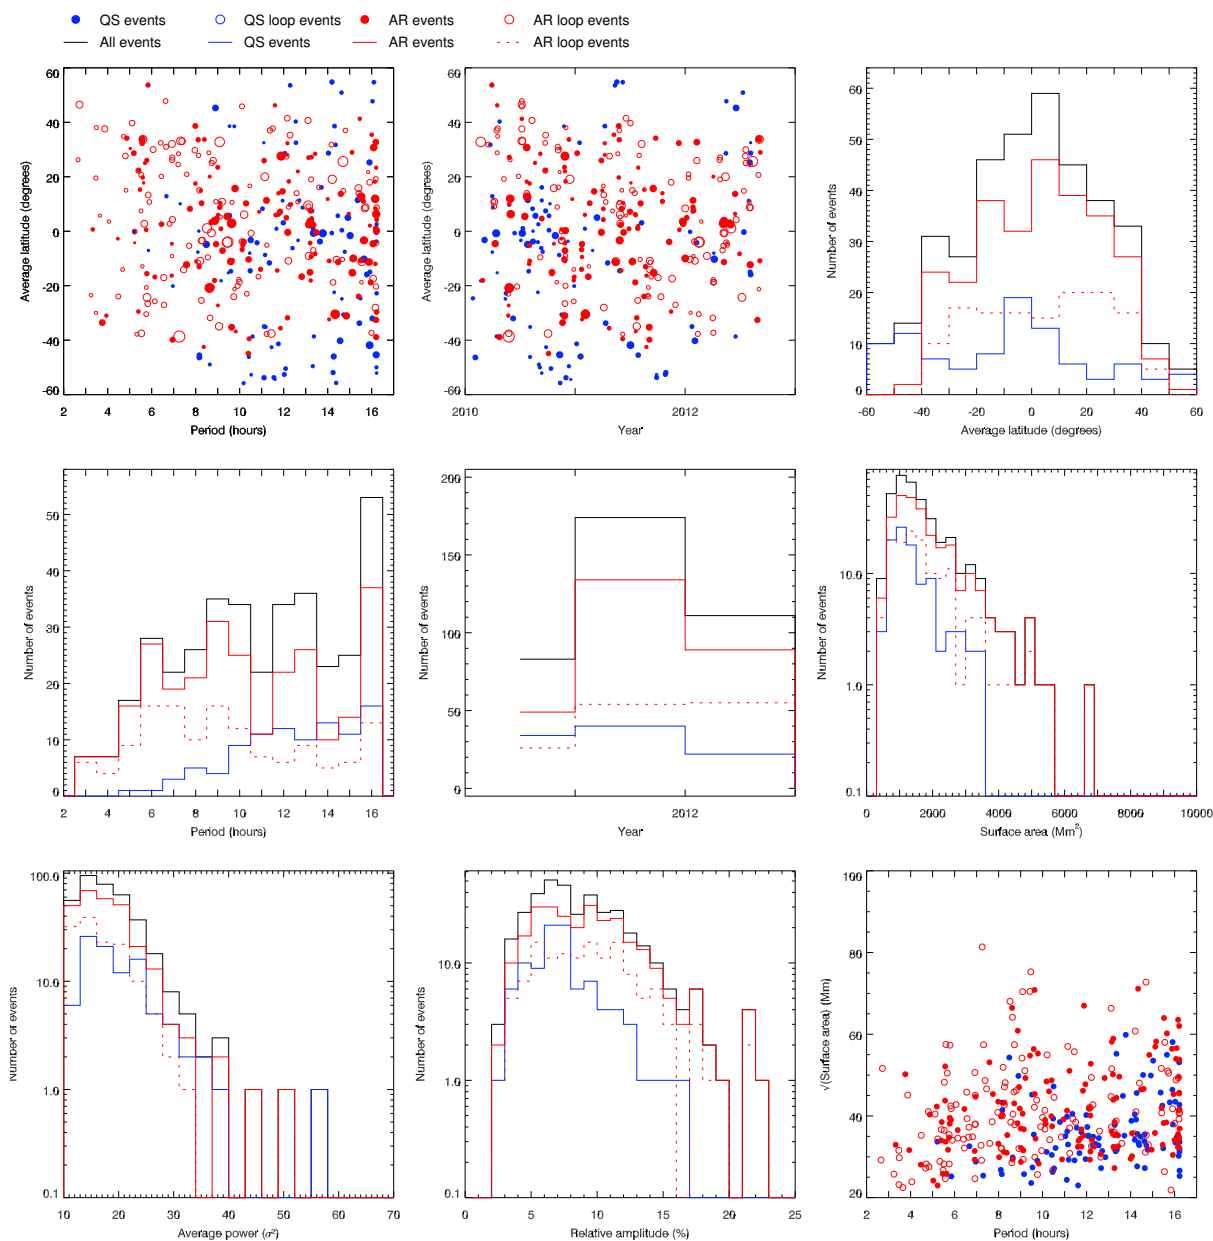 QS events QS loop events AR events AR loop events
All events QS events AR events AR loop events
60
40
20
0
-20
-40
-60
Average latitude (degrees)
2 4 6 8 10 12 14 16
Period (hours)
60
40
20
0
-20
-40
-60
Average latitude (degrees)
2010 2012
Year
60
50
40
30
20
10
0
Number of events
-60 -40 -20 0 20 40 60
Average latitude (degrees)
50
40
30
20
10
0
Number of events
2 4 6 8 10 12 14 16
Period (hours)
200
150
100
50
0
Number of events
2012
Year
10.0
1.0
0.1
Number of events
0 2000 4000 6000 8000 10000
Surface area (Mm²)
100.0
10.0
1.0
0.1
Number of events
10 20 30 40 50 60 70
Average power (σ²)
10.0
1.0
0.1
Number of events
0 5 10 15 20 25
Relative amplitude (%)
100
80
60
40
20
√(Surface area) (Mm)
2 4 6 8 10 12 14 16
Period (hours)